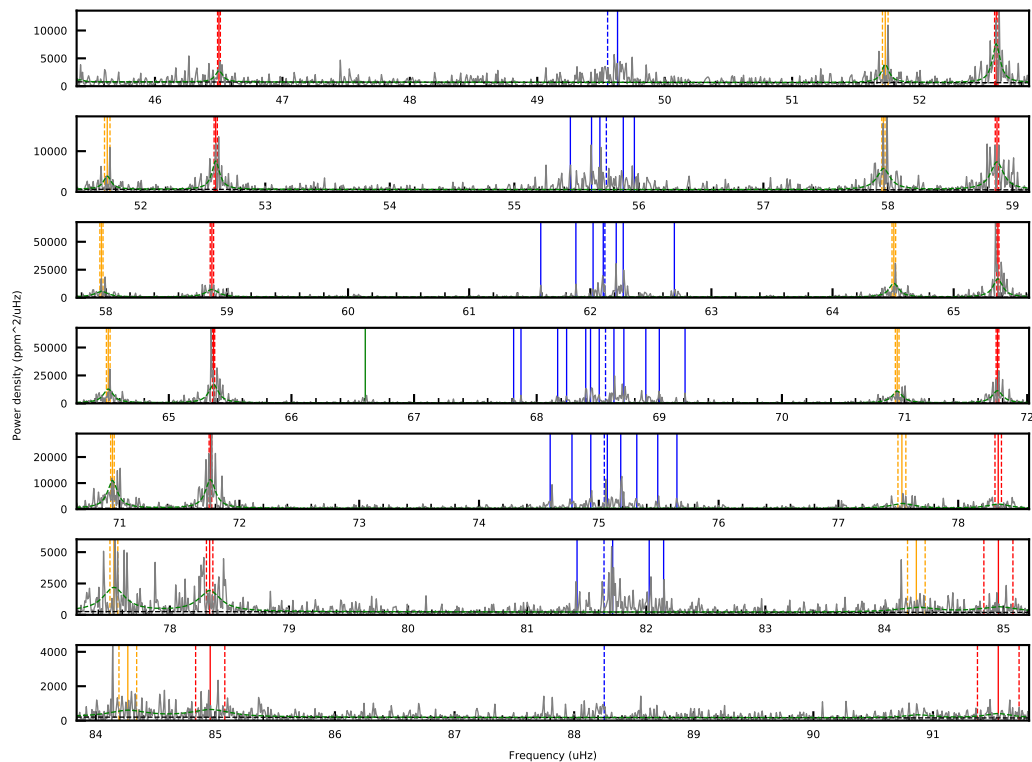 10000
5000
0
46 47 48 49 50 51 52
10000
0
52 53 54 55 56 57 58 59
50000
25000
0
58 59 60 61 62 63 64 65
Power density (ppm^2/uHz)
50000
25000
0
65 66 67 68 69 70 71 72
20000
10000
0
71 72 73 74 75 76 77 78
5000
2500
0
78 79 80 81 82 83 84 85
4000
2000
0
84 85 86 87 88 89 90 91
Frequency (uHz)